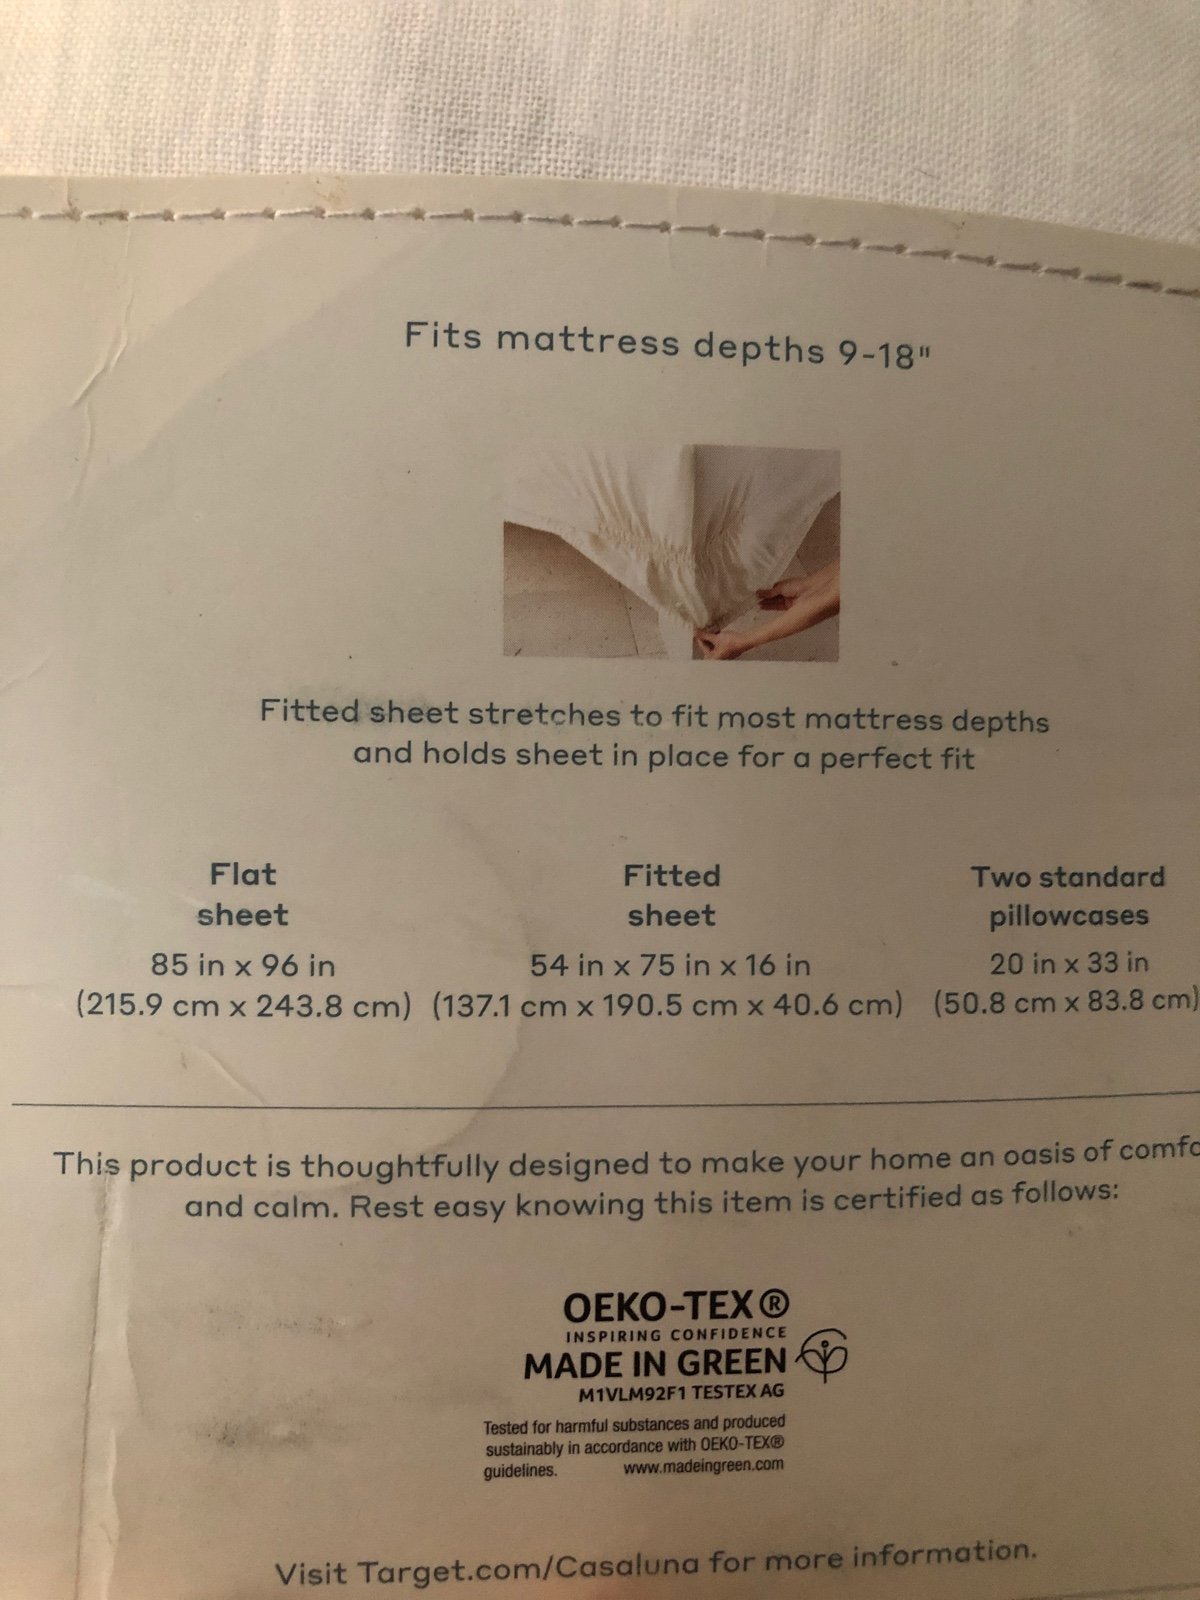 Fits mattress depths 9-18"
Fitted sheet stretches to fit most mattress depths
and holds sheet in place for a perfect fit
Flat
sheet
85 in x 96 in
(215.9 cm x 243.8 cm)
Fitted
sheet
54 in x 75 in x 16 in
(137.1 cm x 190.5 cm x 40.6 cm)
Two standard
pillowcases
20 in x 33 in
(50.8 cm x 83.8 cm)
This product is thoughtfully designed to make your home an oasis of
and calm. Rest easy knowing this item is certified as follows:
OEKO-TEX®
INSPIRING CONFIDENCE
MADE IN GREEN
M1VLM92F1 TESTEX AG
Tested for harmful substances and produced
sustainably in accordance with OEKO-TEX®
guidelines. www.madeingreen.com
Visit Target.com/Casaluna for more information.